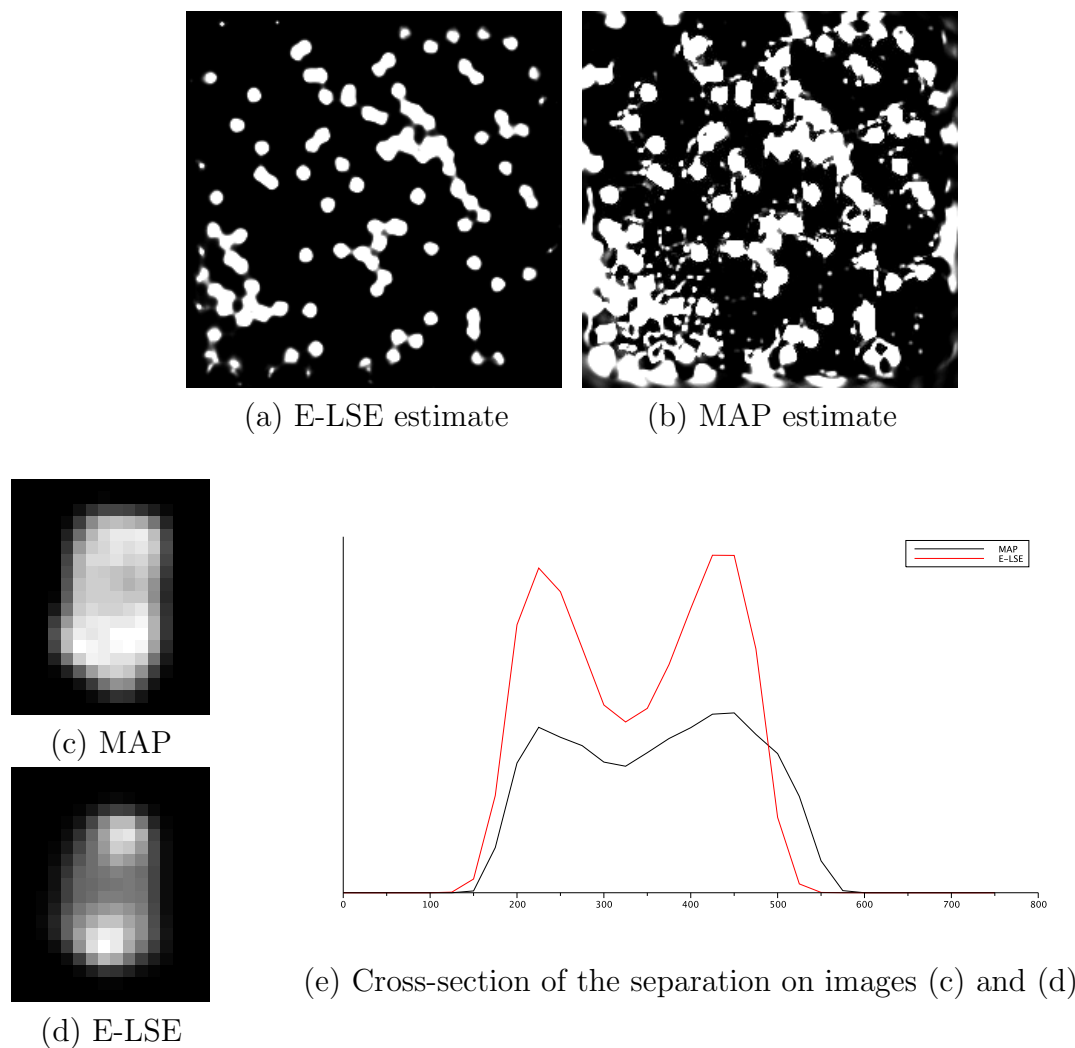 (a) E-LSE estimate
(b) MAP estimate
(c) MAP
(d) E-LSE
MAP
E-LSE
0 100 200 300 400 500 600 700 800
(e) Cross-section of the separation on images (c) and (d)